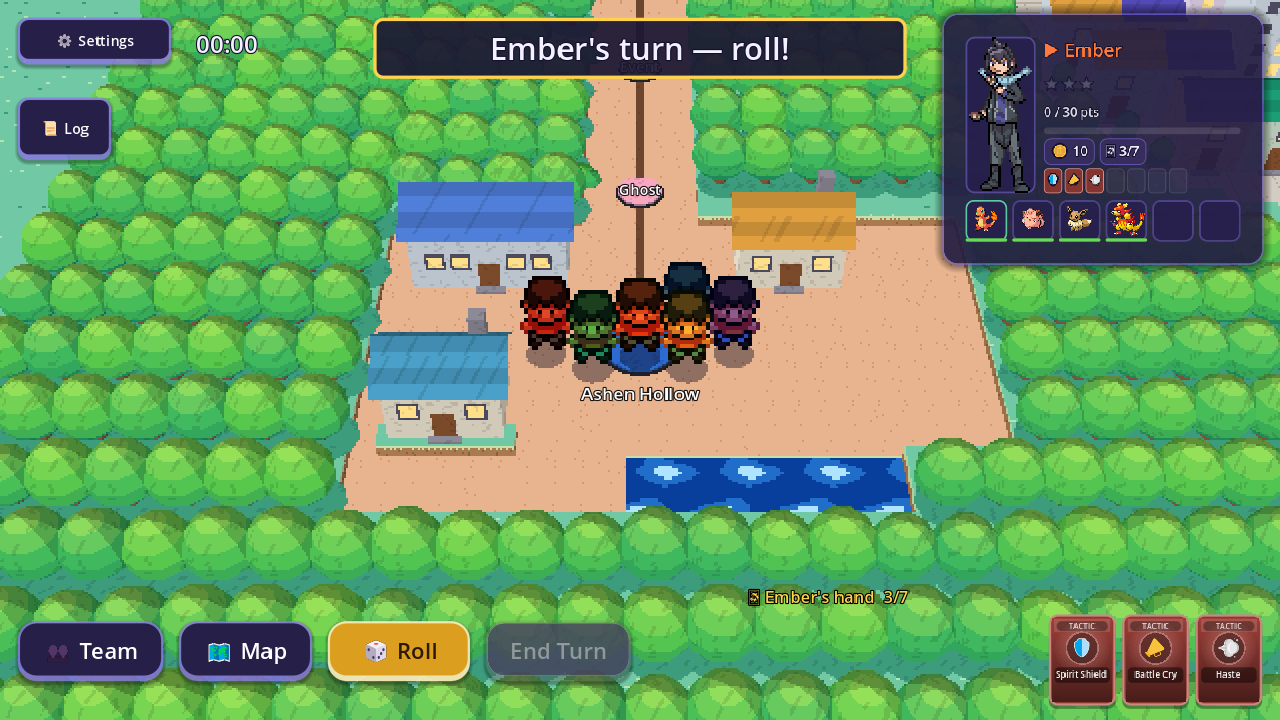 Settings
00:00
Ember's turn — roll!
Ember
0 / 30 pts
10
3/7
Log
Ghost
Ashen Hollow
Ember's hand 3/7
Team
Map
Roll
End Turn
TACTIC
Spirit Shield
TACTIC
Battle Cry
TACTIC
Haste